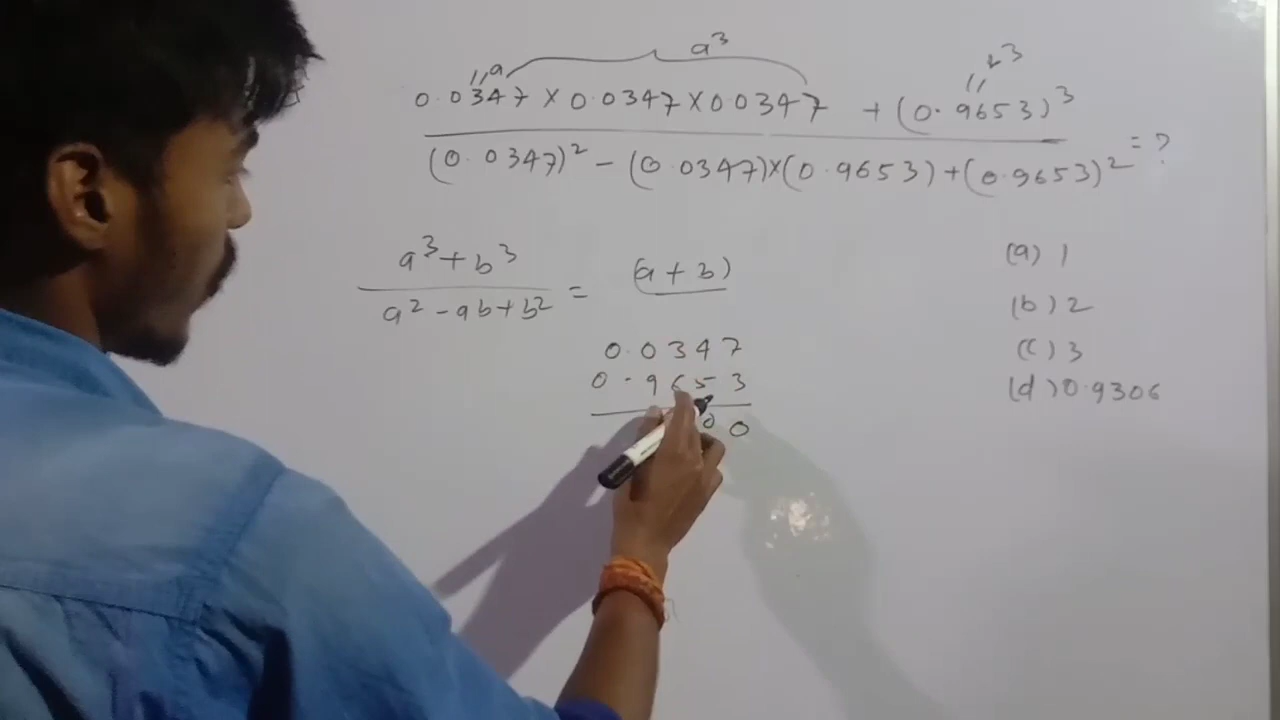 a³
a
b³
0.0347 × 0.0347 × 0.0347 + (0.9653)³
(0.0347)² - (0.0347)×(0.9653) + (0.9653)² = ?
a³ + b³
a² - ab + b² = (a + b)
0.0347
0.9653
00
(a) 1
(b) 2
(c) 3
(d) 0.9306